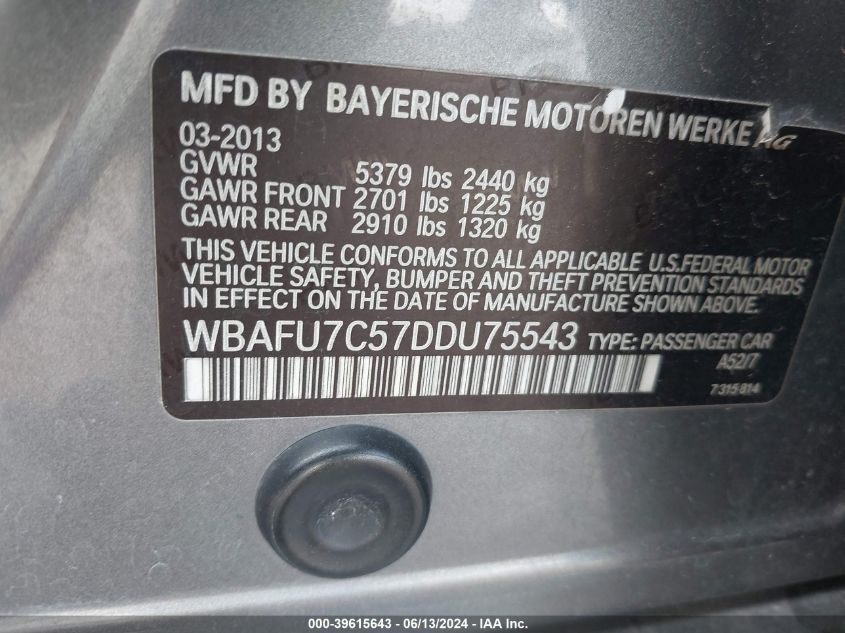 MFD BY BAYERISCHE MOTOREN WERKE AG
03-2013
GVWR 5379 lbs 2440 kg
GAWR FRONT 2701 lbs 1225 kg
GAWR REAR 2910 lbs 1320 kg
THIS VEHICLE CONFORMS TO ALL APPLICABLE U.S.FEDERAL MOTOR
VEHICLE SAFETY, BUMPER AND THEFT PREVENTION STANDARDS
IN EFFECT ON THE DATE OF MANUFACTURE SHOWN ABOVE.
WBAFU7C57DDU75543 TYPE: PASSENGER CAR
A52/7
7315814
000-39615643 - 06/13/2024 - IAA Inc.